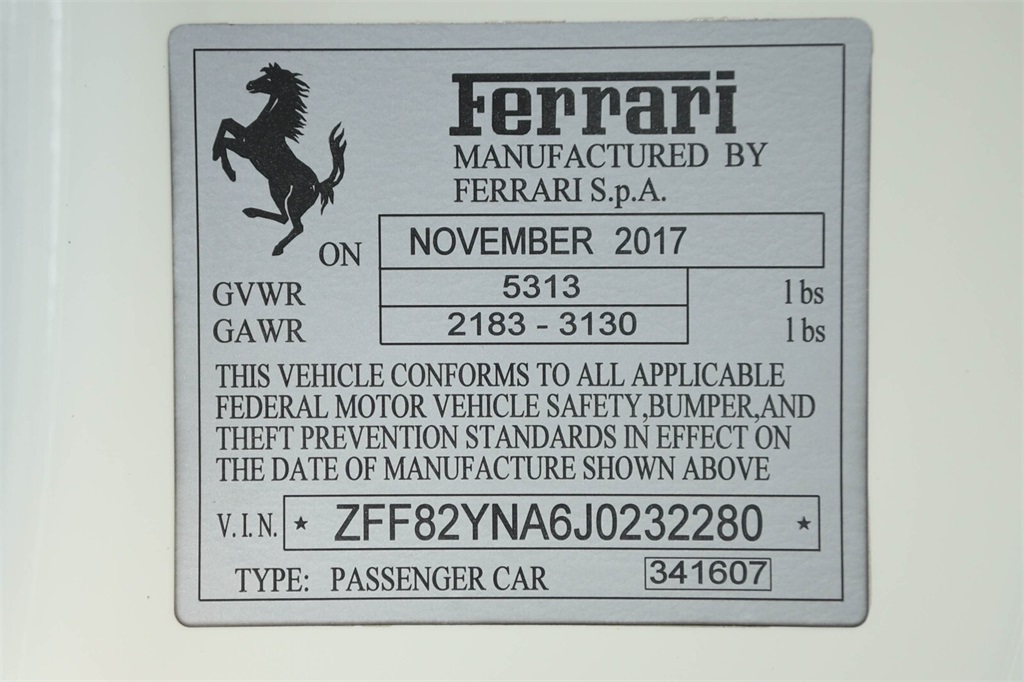 Ferrari
MANUFACTURED BY
FERRARI S.p.A.
ON NOVEMBER 2017
GVWR 5313 lbs
GAWR 2183 - 3130 lbs
THIS VEHICLE CONFORMS TO ALL APPLICABLE
FEDERAL MOTOR VEHICLE SAFETY,BUMPER,AND
THEFT PREVENTION STANDARDS IN EFFECT ON
THE DATE OF MANUFACTURE SHOWN ABOVE
V.I.N. ★ ZFF82YNA6J0232280 ★
TYPE: PASSENGER CAR 341607